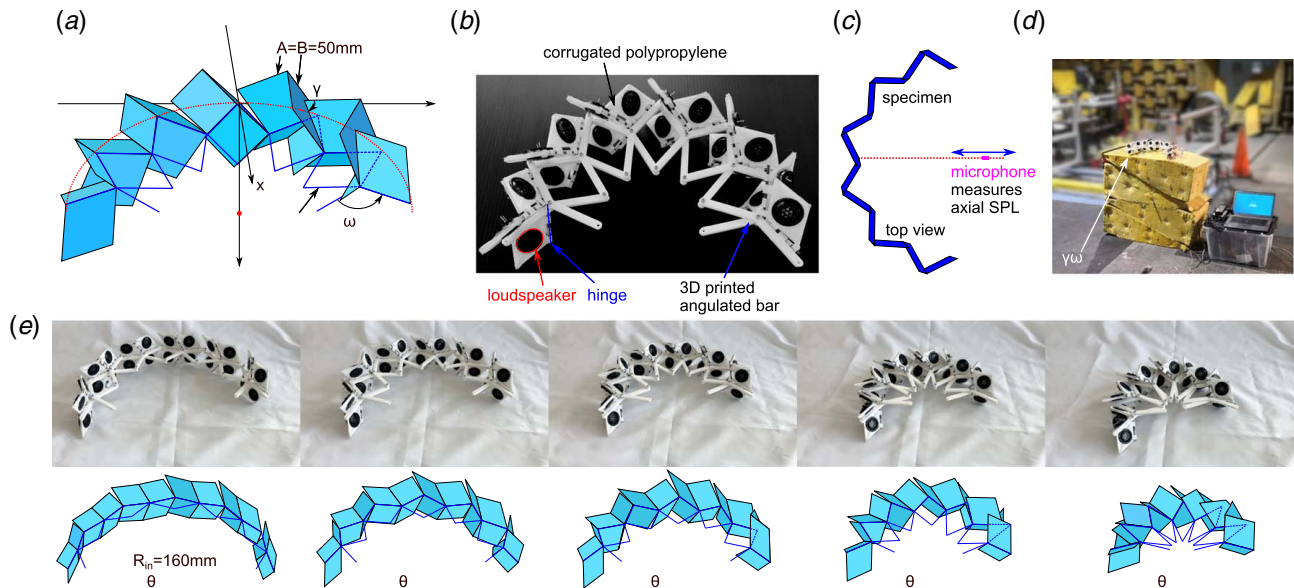 (a)
A=B=50mm
γ
x
ω
(b)
corrugated polypropylene
loudspeaker
hinge
3D printed
angulated bar
(c)
specimen
microphone
measures
axial SPL
top view
(d)
γω
(e)
R_in=160mm
θ
θ
θ
θ
θ